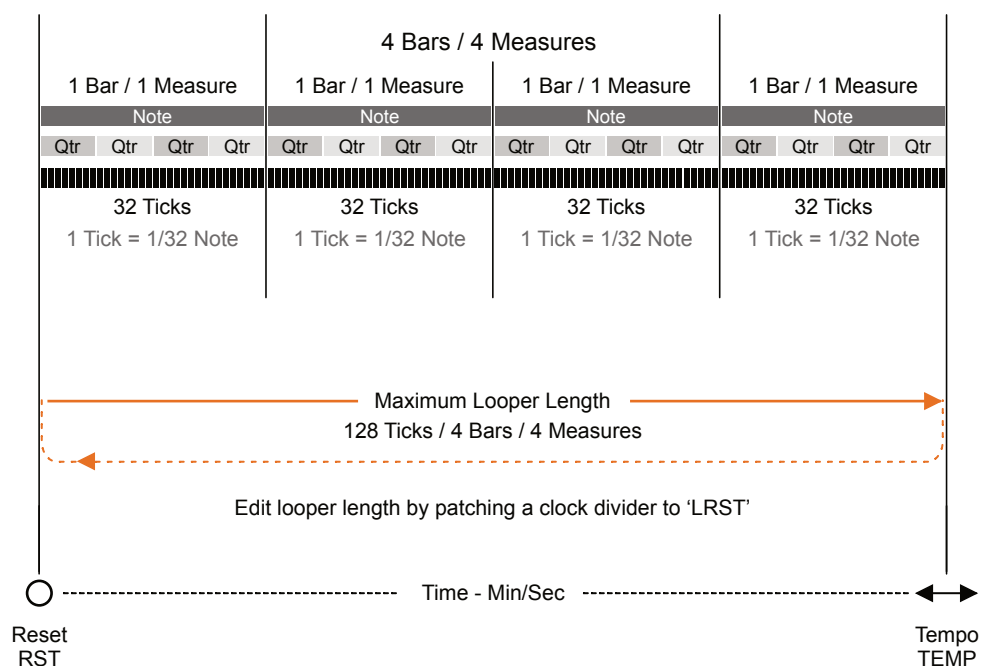 4 Bars / 4 Measures
1 Bar / 1 Measure 1 Bar / 1 Measure 1 Bar / 1 Measure 1 Bar / 1 Measure
Note Note Note Note
Qtr Qtr Qtr Qtr Qtr Qtr Qtr Qtr Qtr Qtr Qtr Qtr Qtr Qtr Qtr Qtr
32 Ticks 32 Ticks 32 Ticks 32 Ticks
1 Tick = 1/32 Note 1 Tick = 1/32 Note 1 Tick = 1/32 Note 1 Tick = 1/32 Note
Maximum Looper Length
128 Ticks / 4 Bars / 4 Measures
Edit looper length by patching a clock divider to ‘LRST’
Time - Min/Sec
Reset Tempo
RST TEMP